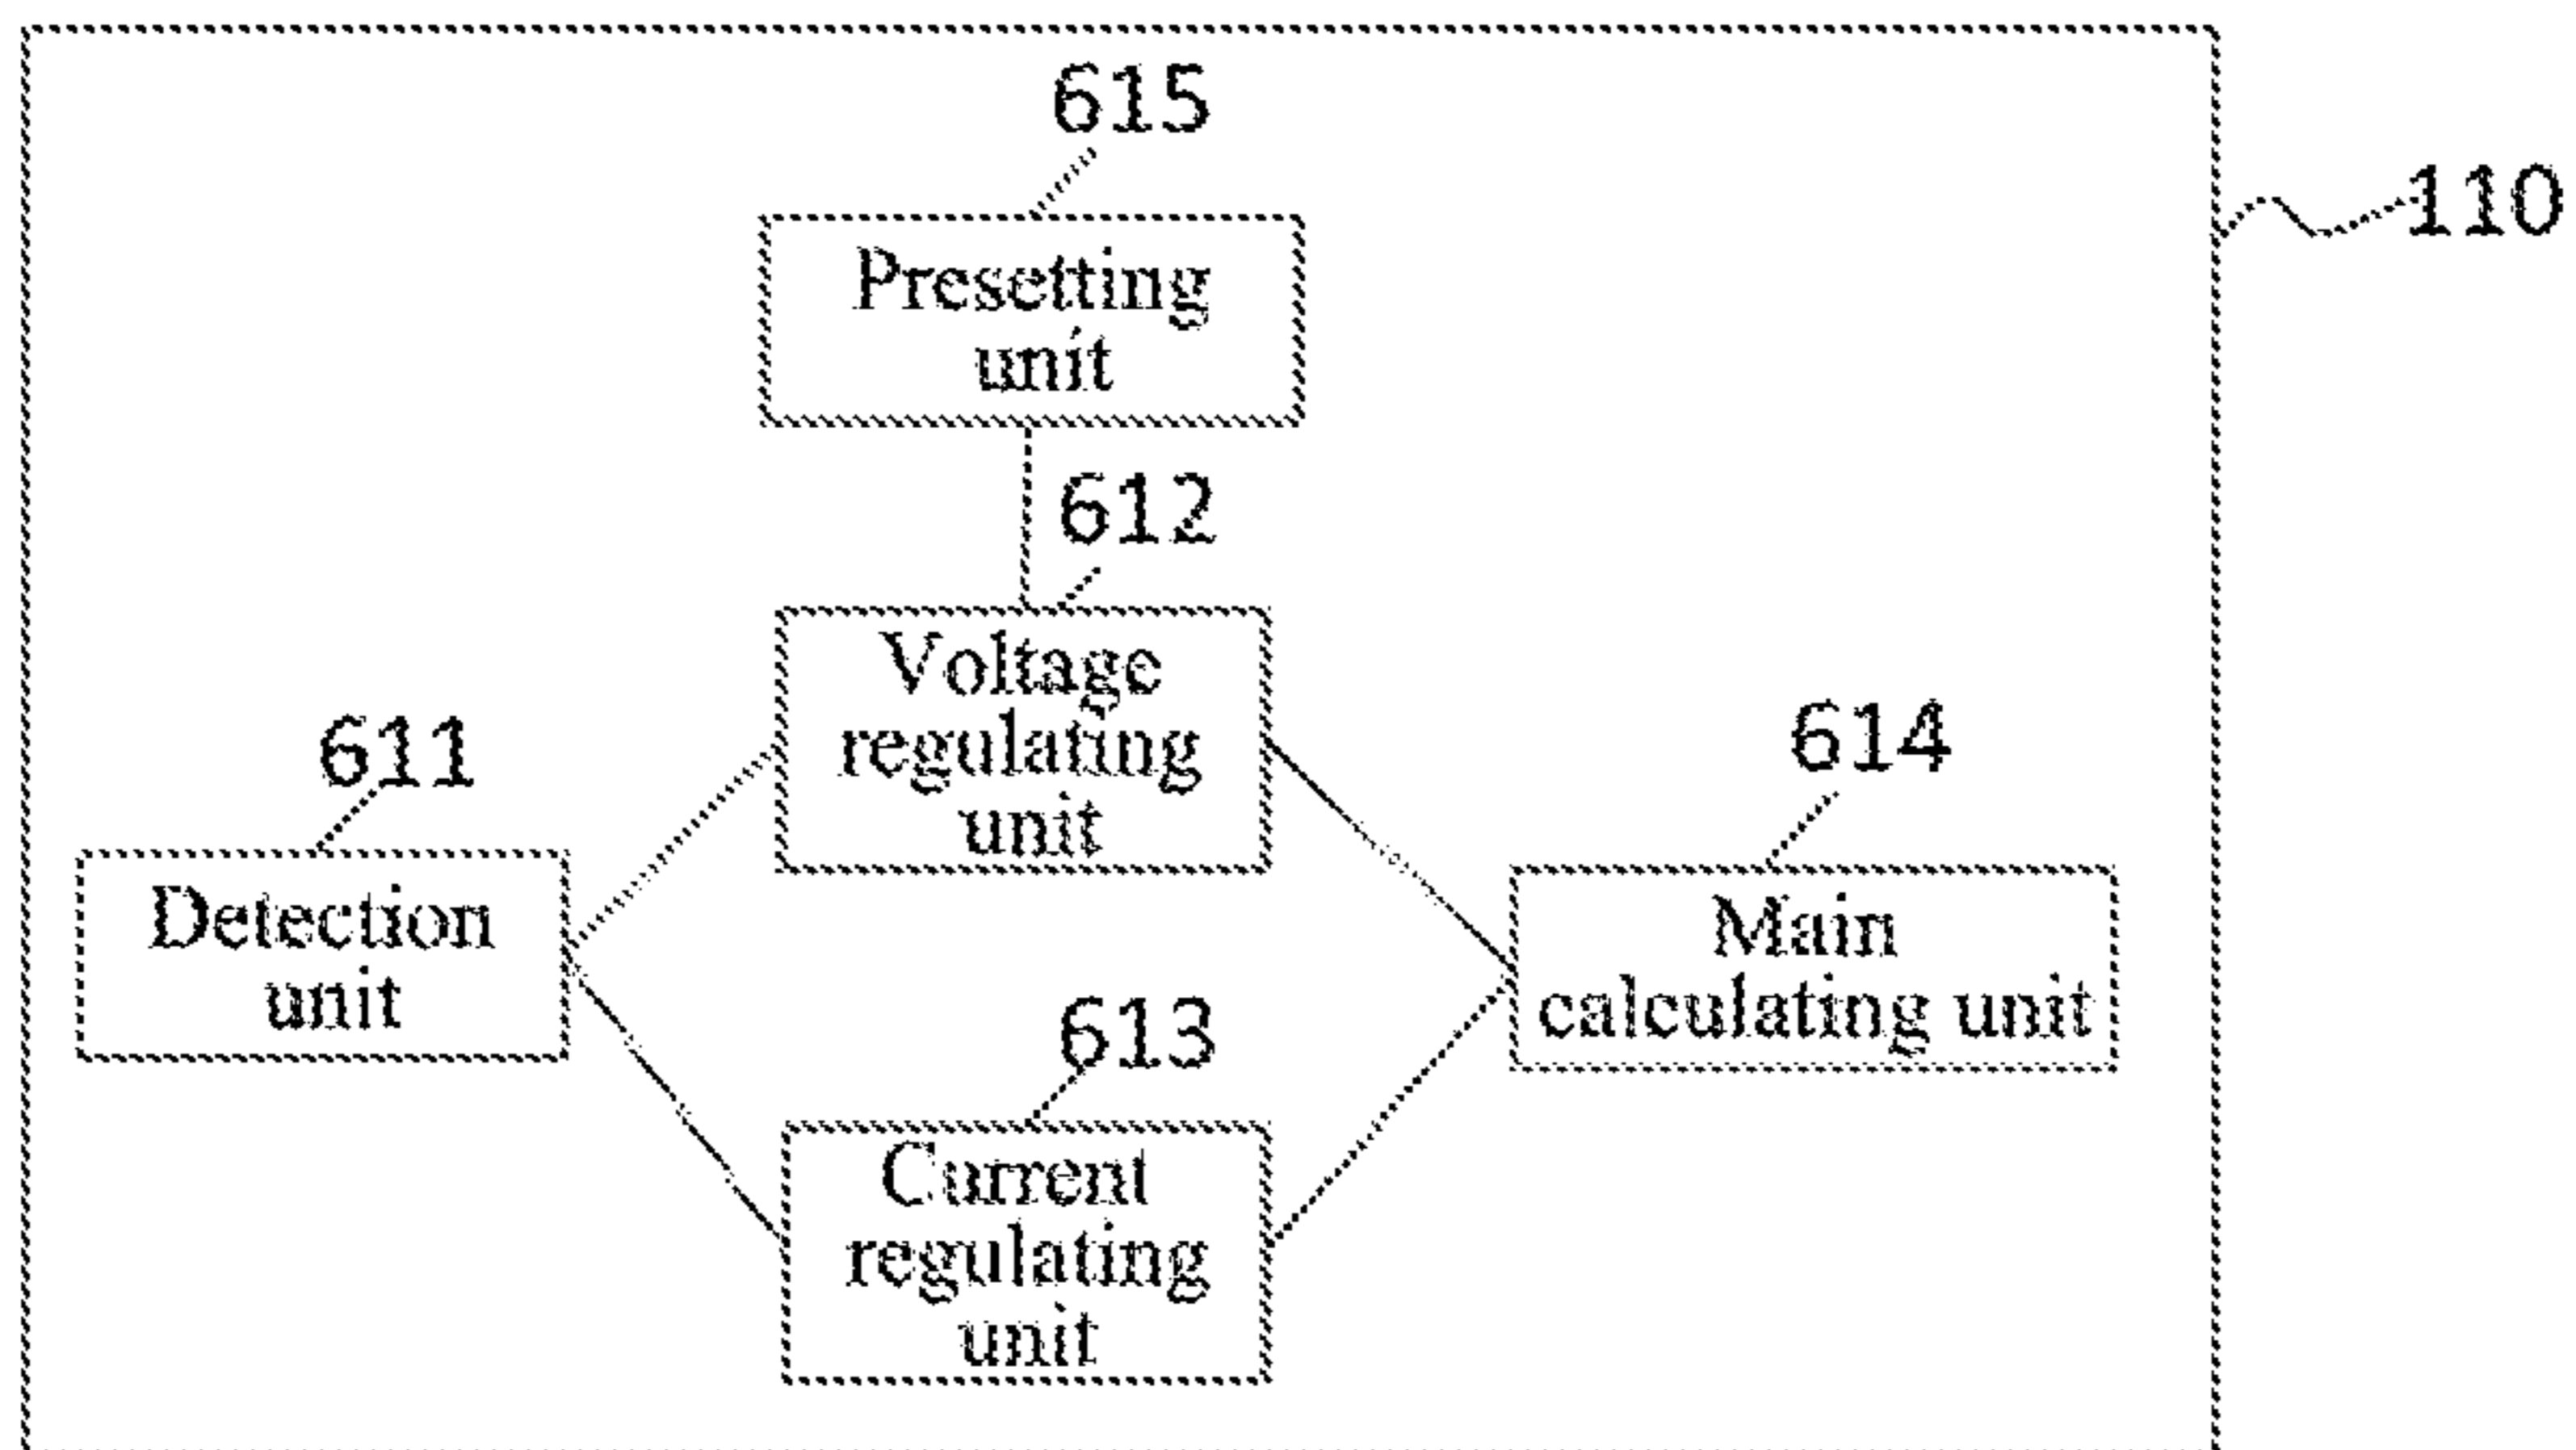 615
110
Presetting
unit
612
Voltage
regulating
unit
611
614
Detection
unit
Main
calculating unit
613
Current
regulating
unit